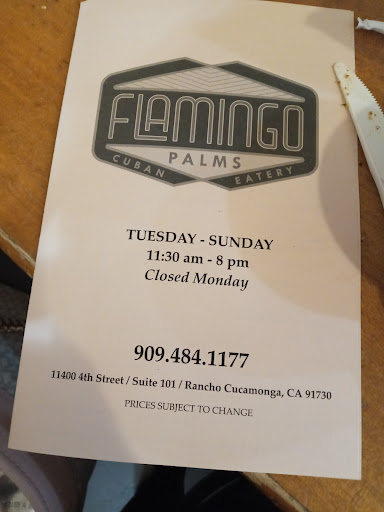 FLAMINGO
PALMS
CUBAN EATERY
TUESDAY - SUNDAY
11:30 am - 8 pm
Closed Monday
909.484.1177
11400 4th Street / Suite 101 / Rancho Cucamonga, CA 91730
PRICES SUBJECT TO CHANGE